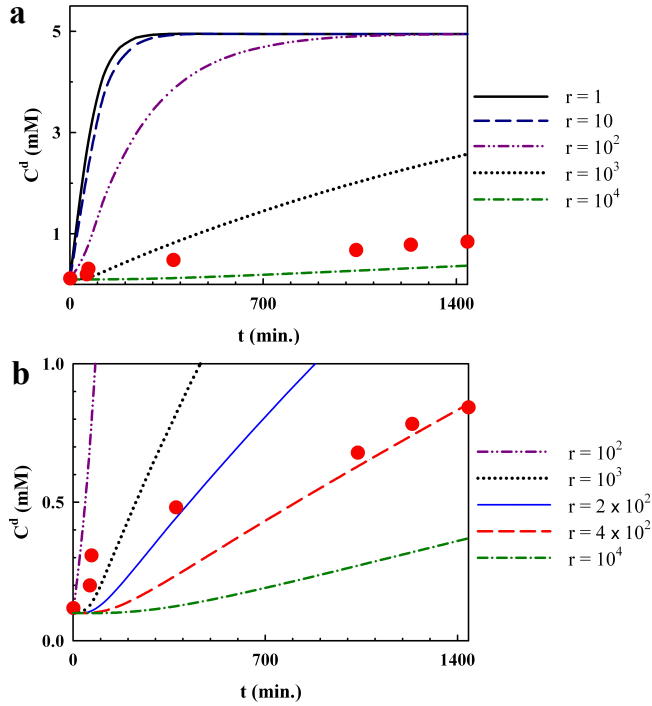 a
5
3
1
C^d (mM)
0
700
1400
t (min.)
r = 1
r = 10
r = 10^2
r = 10^3
r = 10^4
b
1.0
0.5
0.0
C^d (mM)
0
700
1400
t (min.)
r = 10^2
r = 10^3
r = 2 x 10^2
r = 4 x 10^2
r = 10^4